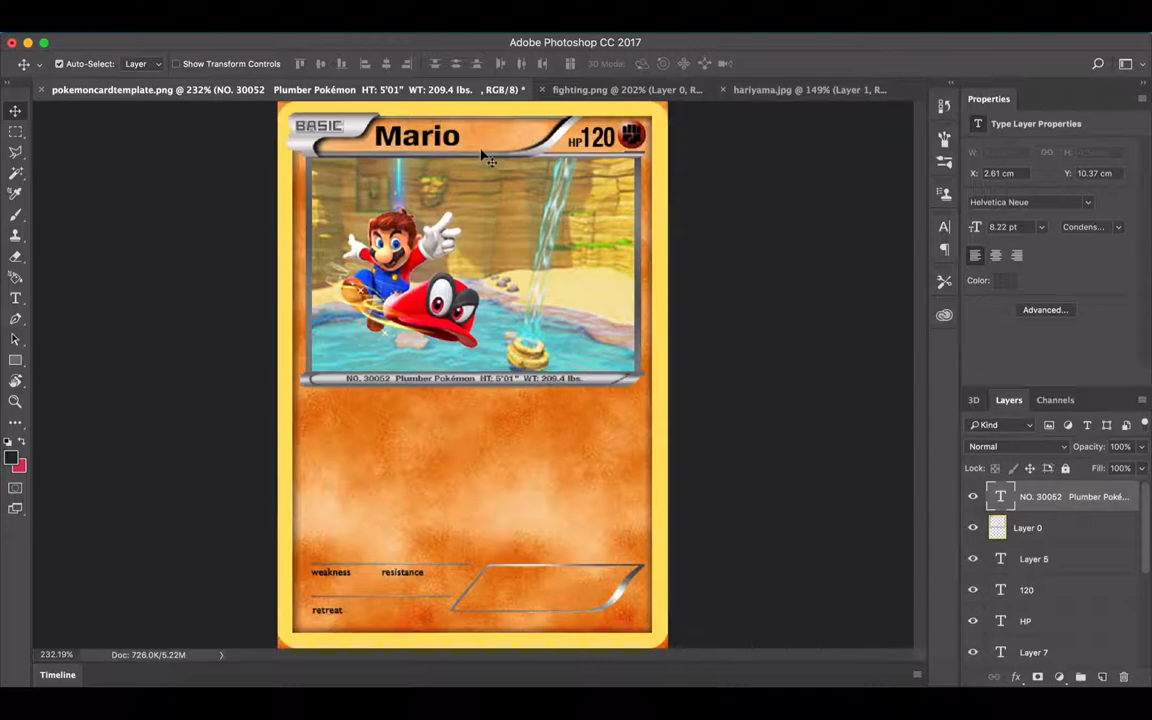 Adobe Photoshop CC 2017
Auto-Select: Layer Show Transform Controls 3D Mode:
× pokemoncardtemplate.png @ 232% (NO. 30052 Plumber Pokémon HT: 5'01" WT: 209.4 lbs. , RGB/8) * × fighting.png @ 202% (Layer 0, R... × hariyama.jpg @ 149% (Layer 1, R...
Properties
T Type Layer Properties
W: H:
X: 2.61 cm Y: 10.37 cm
Helvetica Neue
8.22 pt Condens...
Color:
Advanced...
BASIC Mario HP 120
NO. 30052 Plumber Pokémon HT: 5'01" WT: 209.4 lbs.
weakness resistance
retreat
3D Layers Channels
Kind
Normal Opacity: 100%
Lock: Fill: 100%
T NO. 30052 Plumber Poké...
Layer 0
T Layer 5
T 120
T HP
T Layer 7
fx
232.19% Doc: 726.0K/5.22M
Timeline